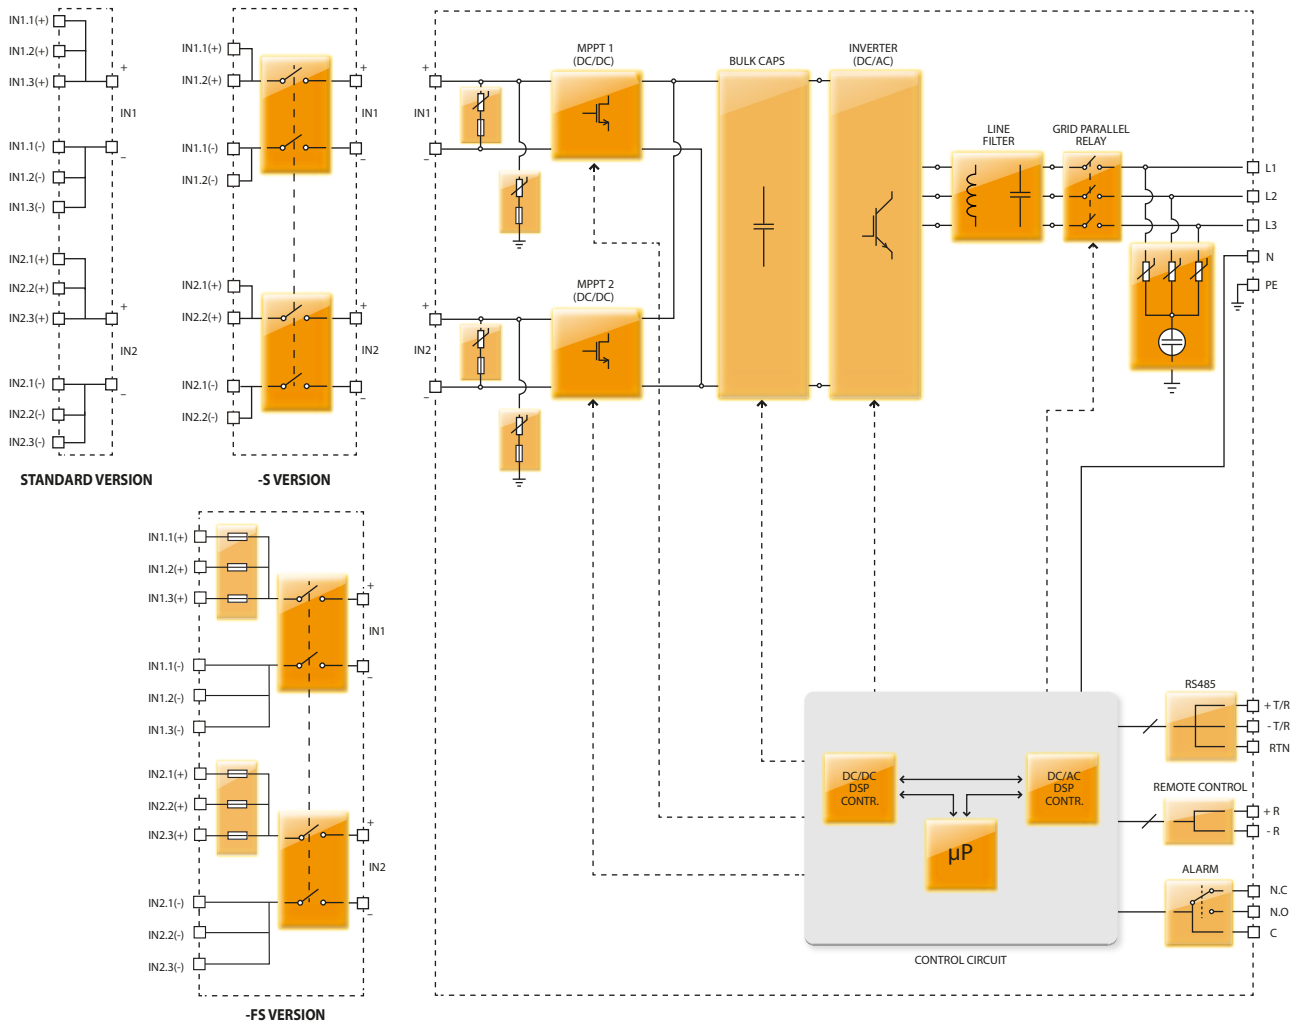 IN1.1(+)
IN1.2(+)
IN1.3(+)
+
IN1
IN1.1(-)
–
IN1.2(-)
IN1.3(-)
IN2.1(+)
IN2.2(+)
+
IN2.3(+)
IN2
IN2.1(-)
–
IN2.2(-)
IN2.3(-)
STANDARD VERSION
IN1.1(+)
+
IN1.2(+)
IN1
IN1.1(-)
–
IN1.2(-)
IN2.1(+)
+
IN2.2(+)
IN2
IN2.1(-)
–
IN2.2(-)
-S VERSION
IN1.1(+)
IN1.2(+)
+
IN1.3(+)
IN1
IN1.1(-)
–
IN1.2(-)
IN1.3(-)
IN2.1(+)
IN2.2(+)
+
IN2.3(+)
IN2
IN2.1(-)
–
IN2.2(-)
IN2.3(-)
-FS VERSION
+
IN1
–
+
IN2
–
MPPT 1
(DC/DC)
MPPT 2
(DC/DC)
BULK CAPS
INVERTER
(DC/AC)
LINE
FILTER
GRID PARALLEL
RELAY
L1
L2
L3
N
PE
DC/DC
DSP
CONTR.
DC/AC
DSP
CONTR.
µP
CONTROL CIRCUIT
RS485
+ T/R
- T/R
RTN
REMOTE CONTROL
+ R
- R
ALARM
N.C
N.O
C